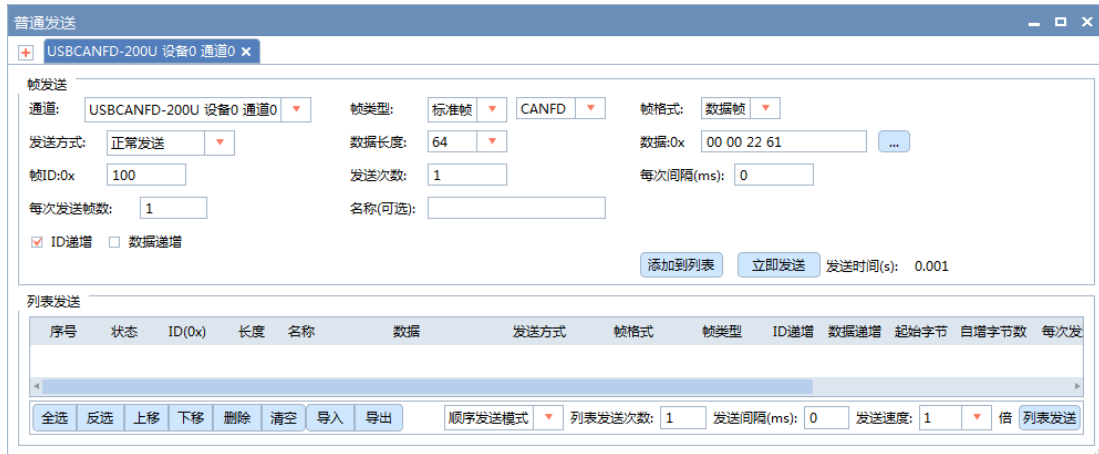 普通发送
USBCANFD-200U 设备0 通道0
帧发送
通道: USBCANFD-200U 设备0 通道0 帧类型: 标准帧 CANFD 帧格式: 数据帧
发送方式: 正常发送 数据长度: 64 数据:0x 00 00 22 61 ...
帧ID:0x 100 发送次数: 1 每次间隔(ms): 0
每次发送帧数: 1 名称(可选):
ID递增 数据递增
添加到列表 立即发送 发送时间(s): 0.001
列表发送
序号 状态 ID(0x) 长度 名称 数据 发送方式 帧格式 帧类型 ID递增 数据递增 起始字节 自增字节数 每次发
全选 反选 上移 下移 删除 清空 导入 导出 顺序发送模式 列表发送次数: 1 发送间隔(ms): 0 发送速度: 1 倍 列表发送